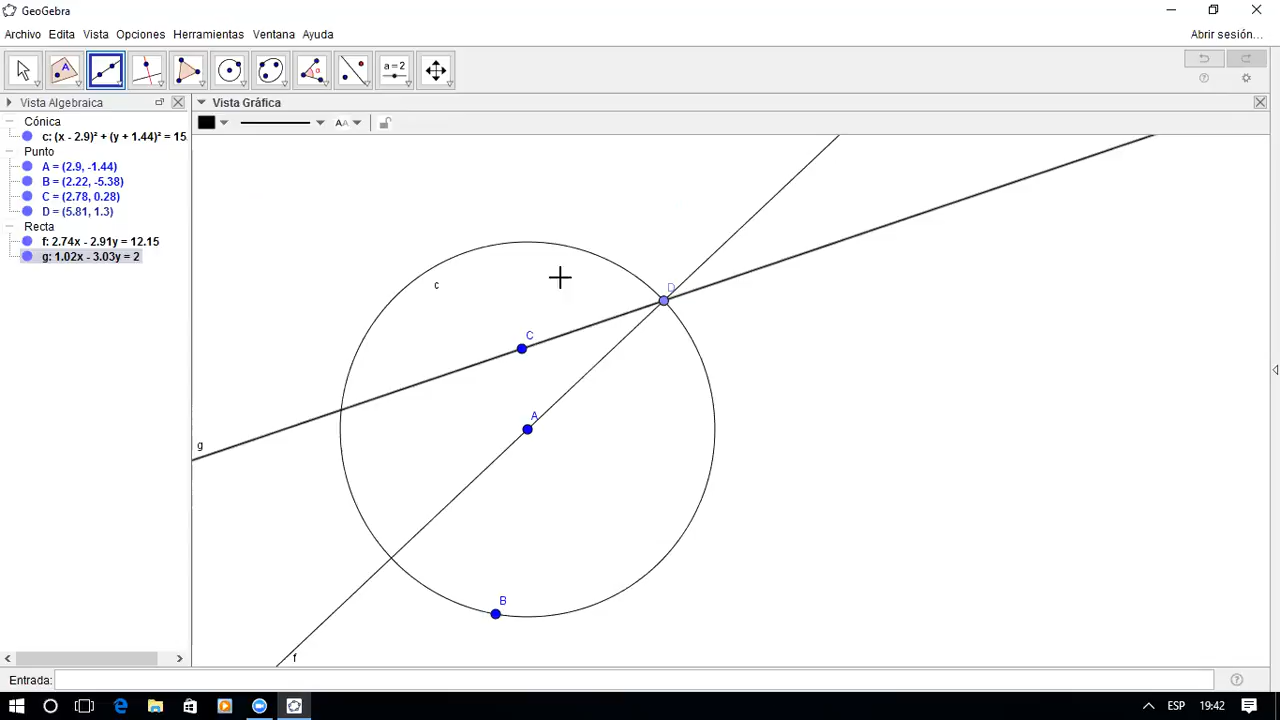 GeoGebra
Archivo Edita Vista Opciones Herramientas Ventana Ayuda
Abrir sesión...
A
a = 2
Vista Algebraica
Vista Gráfica
AA
Cónica
c: (x - 2.9)² + (y + 1.44)² = 15
Punto
A = (2.9, -1.44)
B = (2.22, -5.38)
C = (2.78, 0.28)
D = (5.81, 1.3)
Recta
f: 2.74x - 2.91y = 12.15
g: 1.02x - 3.03y = 2
c
D
C
A
g
B
f
Entrada:
ESP
19:42